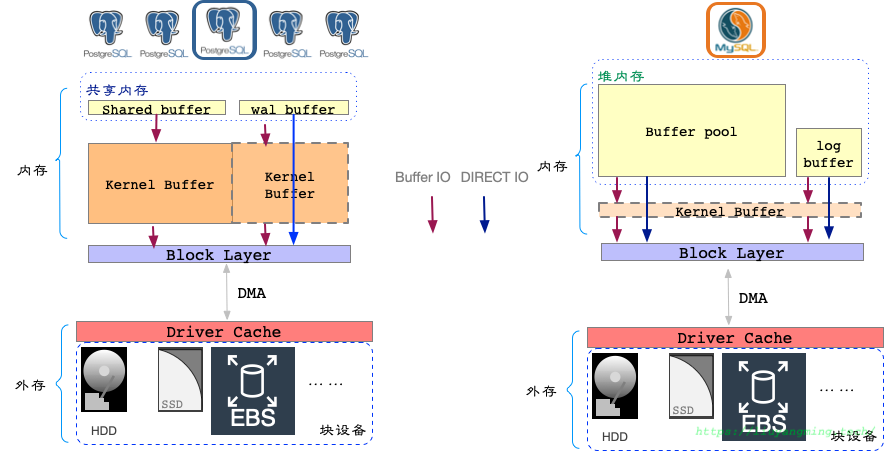 PostgreSQL
PostgreSQL
PostgreSQL
PostgreSQL
PostgreSQL
共享内存
Shared buffer
wal buffer
内存
Kernel Buffer
Kernel
Buffer
Block Layer
DMA
Driver Cache
外存
HDD
SSD
EBS
... ...
块设备
Buffer IO
DIRECT IO
MySQL
堆内存
Buffer pool
log
buffer
内存
Kernel Buffer
Block Layer
DMA
Driver Cache
外存
HDD
SSD
EBS
... ...
块设备